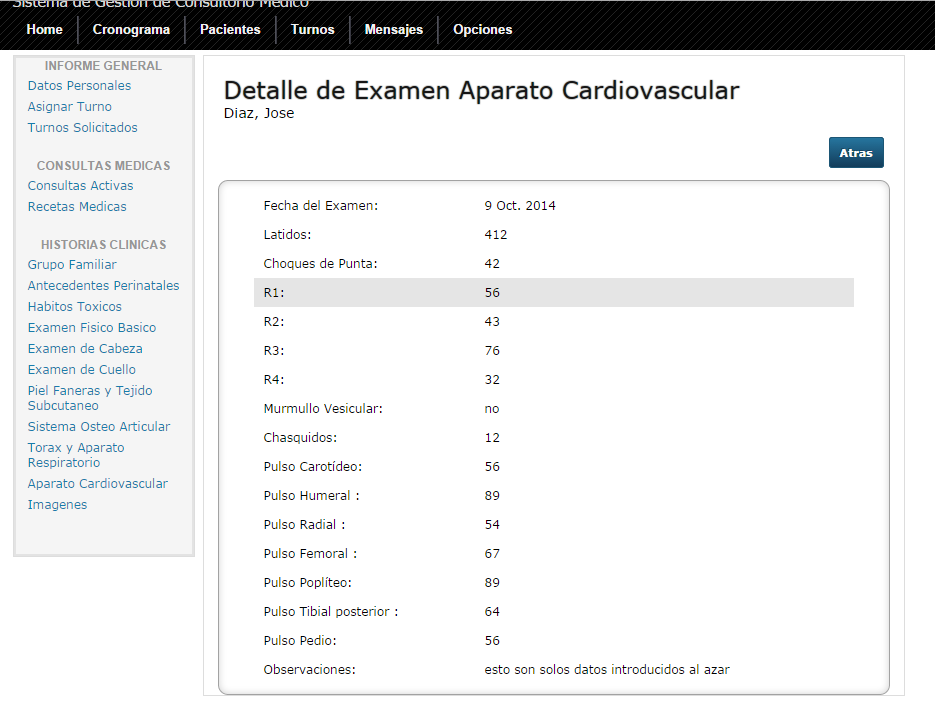 Sistema de Gestion de Consultorio Medico
Home
Cronograma
Pacientes
Turnos
Mensajes
Opciones
INFORME GENERAL
Datos Personales
Asignar Turno
Turnos Solicitados
CONSULTAS MEDICAS
Consultas Activas
Recetas Medicas
HISTORIAS CLINICAS
Grupo Familiar
Antecedentes Perinatales
Habitos Toxicos
Examen Fisico Basico
Examen de Cabeza
Examen de Cuello
Piel Faneras y Tejido
Subcutaneo
Sistema Osteo Articular
Torax y Aparato
Respiratorio
Aparato Cardiovascular
Imagenes
Detalle de Examen Aparato Cardiovascular
Diaz, Jose
Atras
Fecha del Examen: 9 Oct. 2014
Latidos: 412
Choques de Punta: 42
R1: 56
R2: 43
R3: 76
R4: 32
Murmullo Vesicular: no
Chasquidos: 12
Pulso Carotídeo: 56
Pulso Humeral : 89
Pulso Radial : 54
Pulso Femoral : 67
Pulso Poplíteo: 89
Pulso Tibial posterior : 64
Pulso Pedio: 56
Observaciones: esto son solos datos introducidos al azar